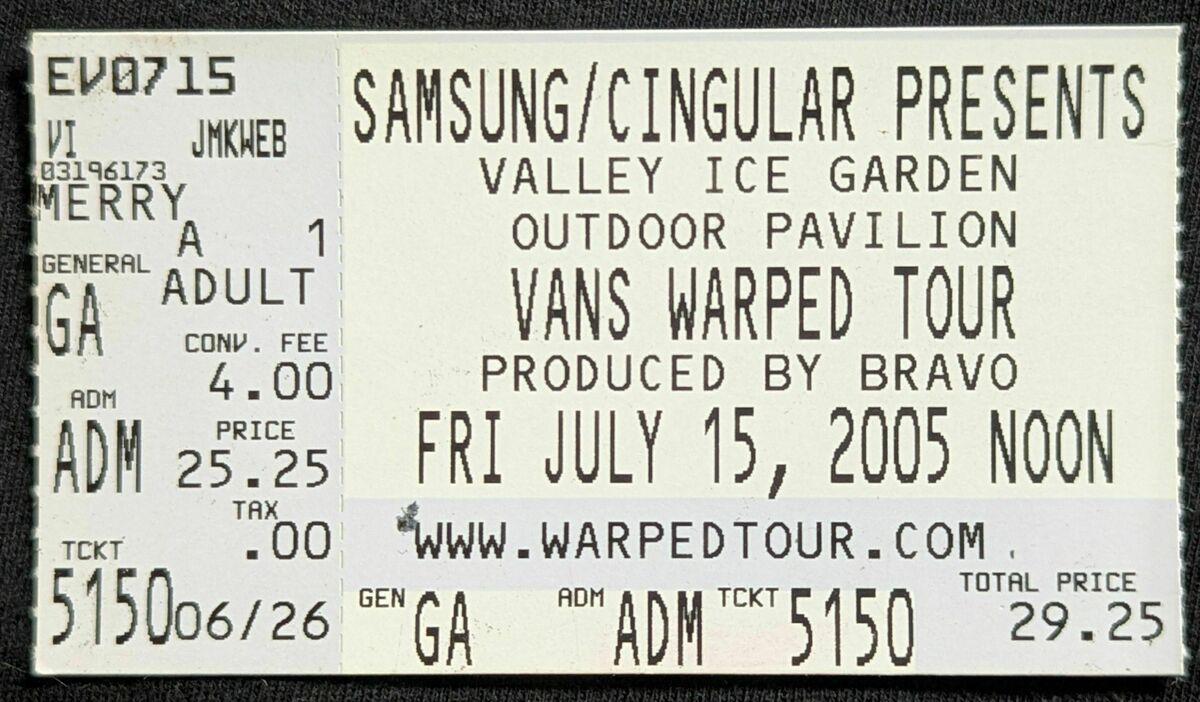 EV0715
VI JMKWEB
03196173
MERRY
A 1
GENERAL
ADULT
GA
CONV. FEE
4.00
ADM
PRICE
ADM 25.25
TAX
.00
TCKT
5150 06/26
SAMSUNG/CINGULAR PRESENTS
VALLEY ICE GARDEN
OUTDOOR PAVILION
VANS WARPED TOUR
PRODUCED BY BRAVO
FRI JULY 15, 2005 NOON
WWW.WARPEDTOUR.COM
GEN GA ADM ADM TCKT 5150
TOTAL PRICE
29.25